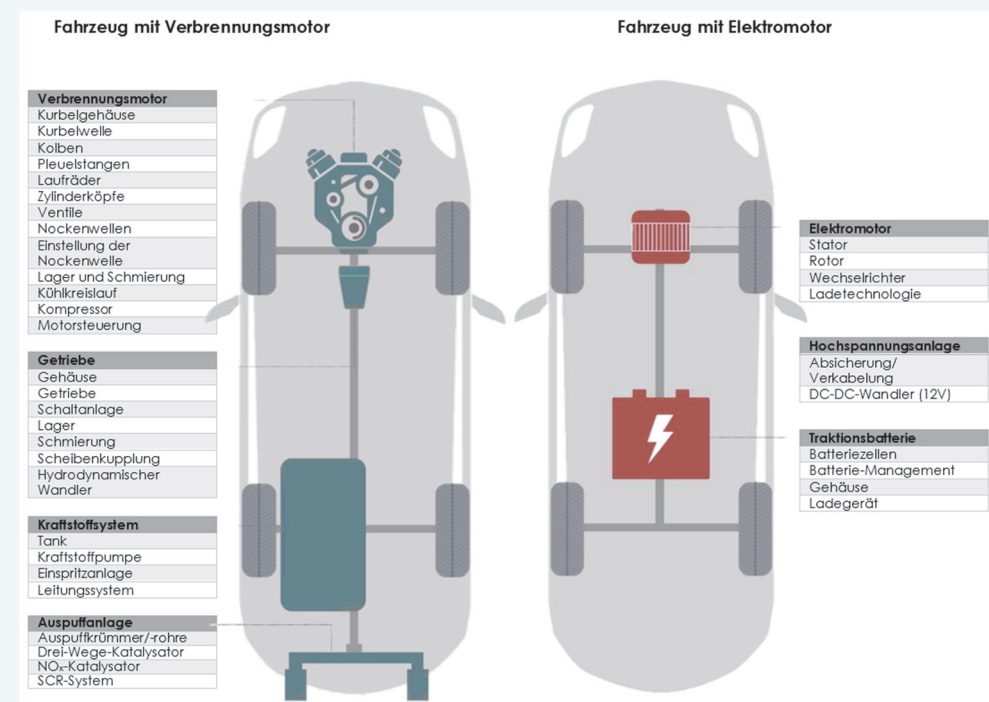 Fahrzeug mit Verbrennungsmotor
Fahrzeug mit Elektromotor
Verbrennungsmotor
Kurbelgehäuse
Kurbelwelle
Kolben
Pleuelstangen
Laufräder
Zylinderköpfe
Ventile
Nockenwellen
Einstellung der
Nockenwelle
Lager und Schmierung
Kühlkreislauf
Kompressor
Motorsteuerung
Getriebe
Gehäuse
Getriebe
Schaltanlage
Lager
Schmierung
Scheibenkupplung
Hydrodynamischer
Wandler
Kraftstoffsystem
Tank
Kraftstoffpumpe
Einspritzanlage
Leitungssystem
Auspuffanlage
Auspuffkrümmer/-rohre
Drei-Wege-Katalysator
NOₓ-Katalysator
SCR-System
Elektromotor
Stator
Rotor
Wechselrichter
Ladetechnologie
Hochspannungsanlage
Absicherung/
Verkabelung
DC-DC-Wandler (12V)
Traktionsbatterie
Batteriezellen
Batterie-Management
Gehäuse
Ladegerät